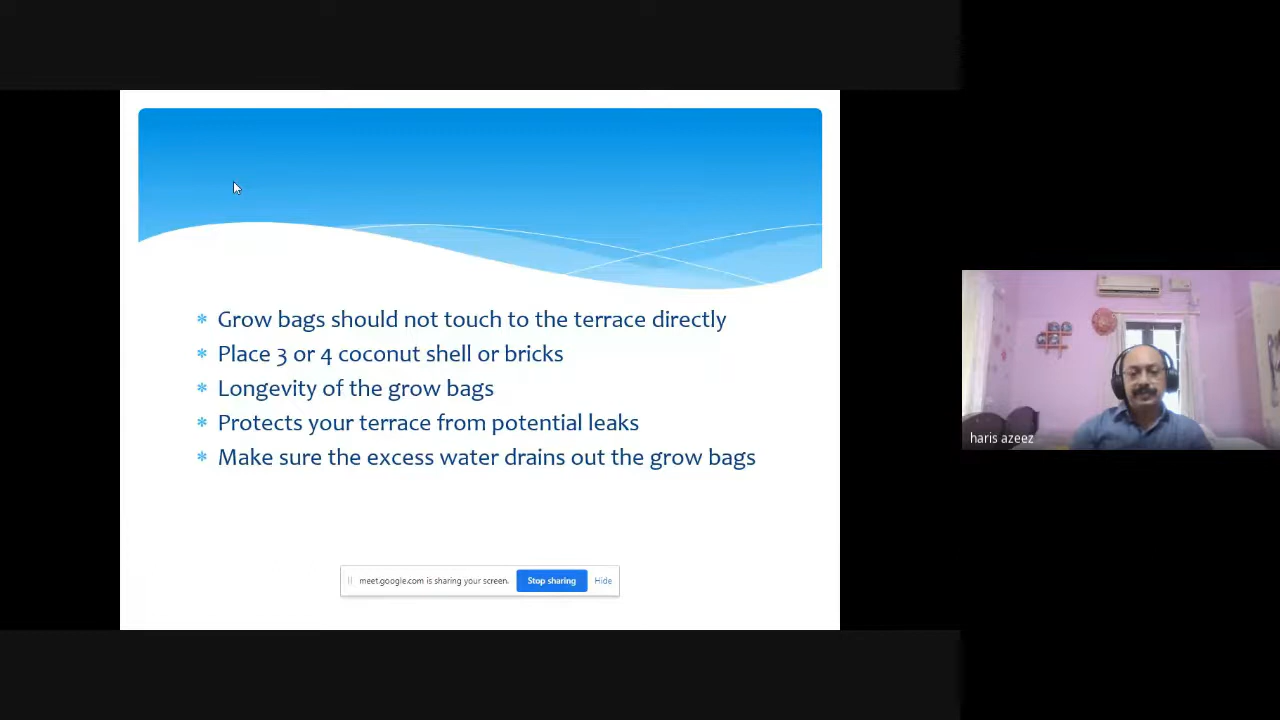 Grow bags should not touch to the terrace directly
Place 3 or 4 coconut shell or bricks
Longevity of the grow bags
Protects your terrace from potential leaks
Make sure the excess water drains out the grow bags
meet.google.com is sharing your screen. Stop sharing Hide
haris azeez